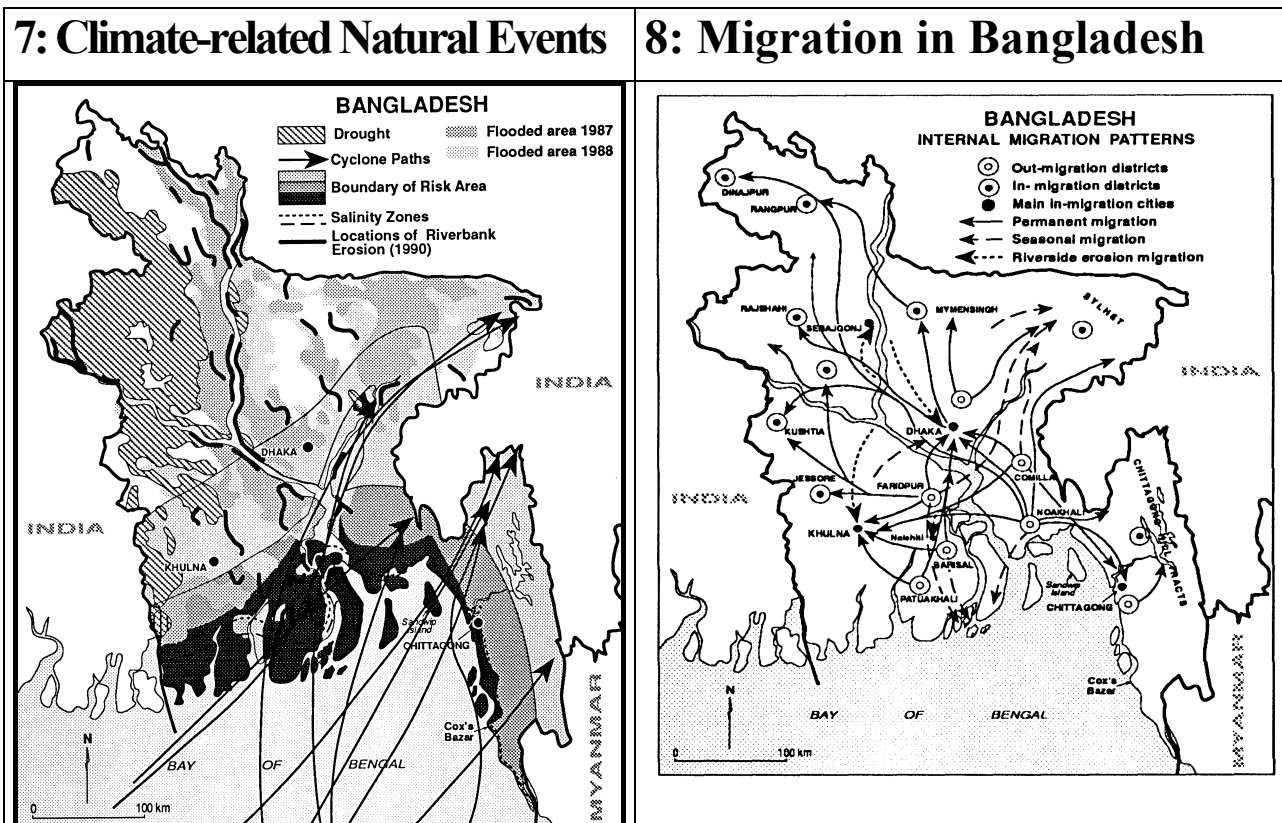 7: Climate-related Natural Events
BANGLADESH
Drought
Cyclone Paths
Boundary of Risk Area
Salinity Zones
Locations of Riverbank
Erosion (1990)
Flooded area 1987
Flooded area 1988
INDIA
DHAKA
INDIA
KHULNA
Sandwip
Island
CHITTAGONG
Cox's
Bazar
MYANMAR
N
BAY OF BENGAL
0 100 km
8: Migration in Bangladesh
BANGLADESH
INTERNAL MIGRATION PATTERNS
Out-migration districts
In- migration districts
Main in-migration cities
Permanent migration
Seasonal migration
Riverside erosion migration
DINAJPUR
RANGPUR
RAJSHAHI
SERAJGONJ
MYMENSINGH
SYLHET
INDIA
KUSHTIA
DHAKA
JESSORE
FARIDPUR
COMILLA
CHITTAGONG HILL TRACTS
INDIA
NOAKHALI
KHULNA
Nalchiti
BARISAL
PATUAKHALI
Sandwip
Island
CHITTAGONG
Cox's
Bazar
MYANMAR
N
BAY OF BENGAL
0 100 km